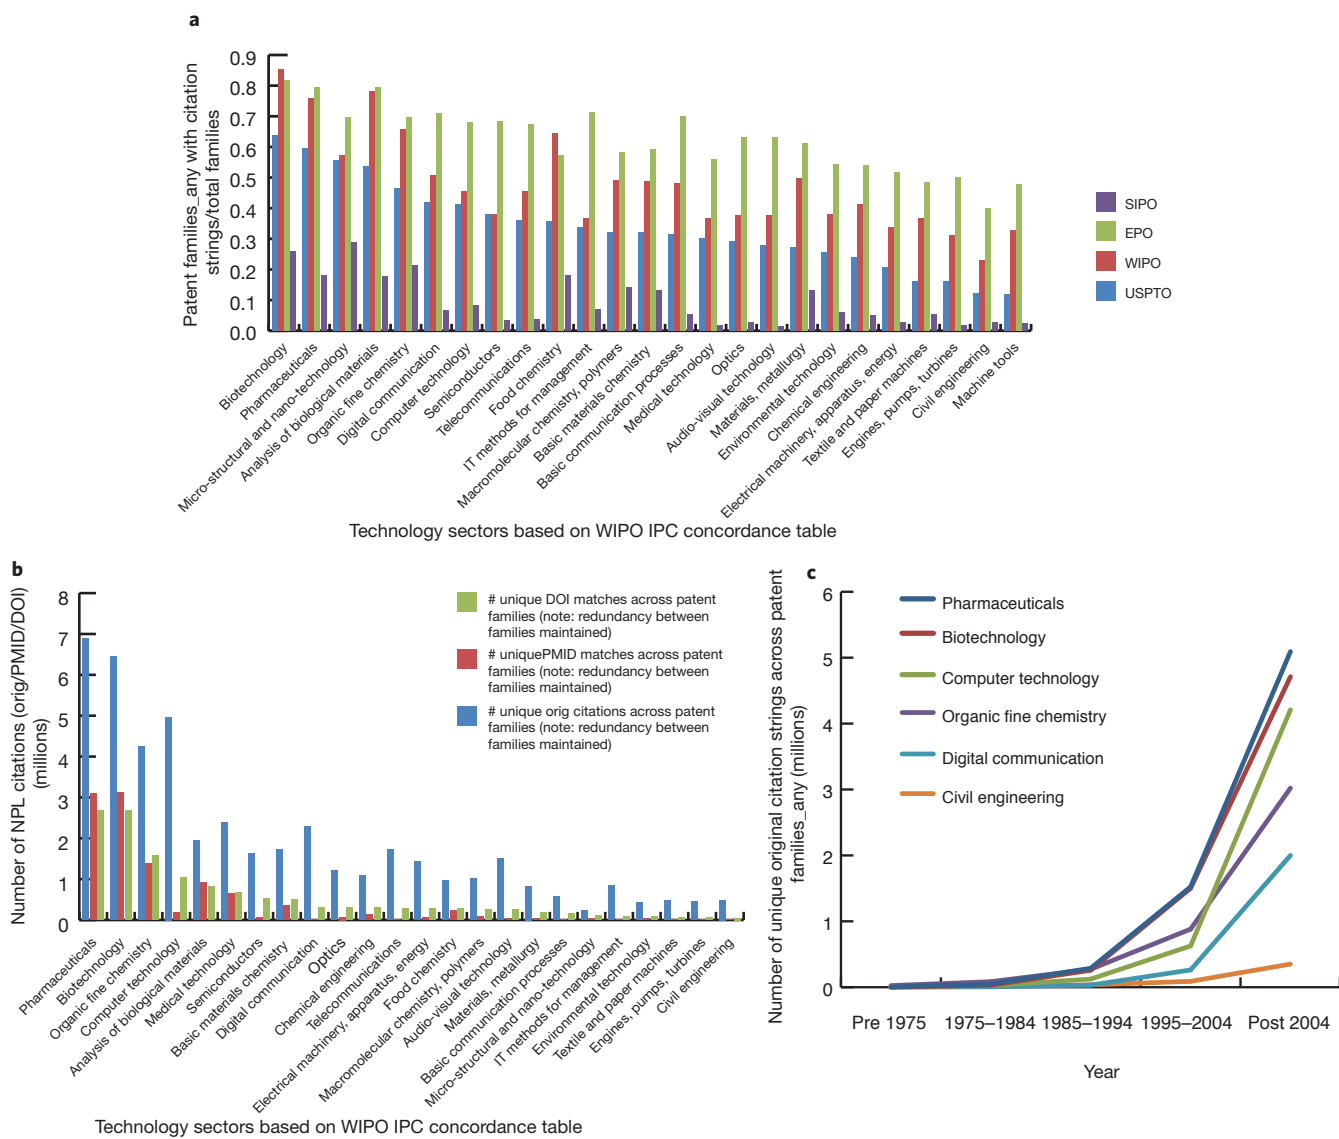 a
Patent families_any with citation
strings/total families
0.9
0.8
0.7
0.6
0.5
0.4
0.3
0.2
0.1
0.0
SIPO
EPO
WIPO
USPTO
Biotechnology
Pharmaceuticals
Micro-structural and nano-technology
Analysis of biological materials
Organic fine chemistry
Digital communication
Computer technology
Semiconductors
Telecommunications
Food chemistry
IT methods for management
Macromolecular chemistry, polymers
Basic materials chemistry
Basic communication processes
Medical technology
Optics
Audio-visual technology
Materials, metallurgy
Environmental technology
Chemical engineering
Electrical machinery, apparatus, energy
Textile and paper machines
Engines, pumps, turbines
Civil engineering
Machine tools
Technology sectors based on WIPO IPC concordance table
b
Number of NPL citations (orig/PMID/DOI)
(millions)
8
7
6
5
4
3
2
1
0
# unique DOI matches across patent
families (note: redundancy between
families maintained)
# uniquePMID matches across patent
families (note: redundancy between
families maintained)
# unique orig citations across patent
families (note: redundancy between
families maintained)
Pharmaceuticals
Biotechnology
Organic fine chemistry
Computer technology
Analysis of biological materials
Medical technology
Semiconductors
Basic materials chemistry
Digital communication
Optics
Chemical engineering
Telecommunications
Electrical machinery, apparatus, energy
Food chemistry
Macromolecular chemistry, polymers
Audio-visual technology
Materials, metallurgy
Basic communication processes
Micro-structural and nano-technology
IT methods for management
Environmental technology
Textile and paper machines
Engines, pumps, turbines
Civil engineering
Technology sectors based on WIPO IPC concordance table
c
Number of unique original citation strings across patent
families_any (millions)
6
5
4
3
2
1
0
Pharmaceuticals
Biotechnology
Computer technology
Organic fine chemistry
Digital communication
Civil engineering
Pre 1975
1975–1984
1985–1994
1995–2004
Post 2004
Year